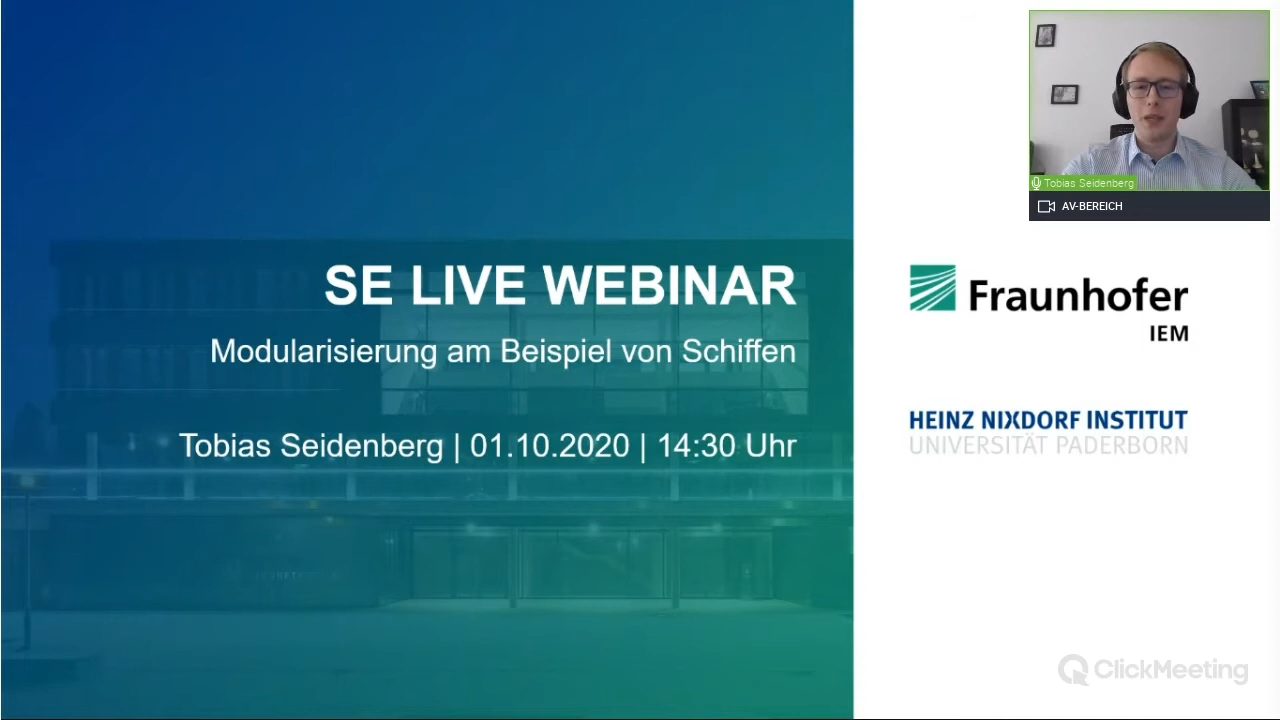 SE LIVE WEBINAR
Modularisierung am Beispiel von Schiffen
Tobias Seidenberg | 01.10.2020 | 14:30 Uhr
Tobias Seidenberg
AV-BEREICH
Fraunhofer
IEM
HEINZ NIXDORF INSTITUT
UNIVERSITÄT PADERBORN
ClickMeeting